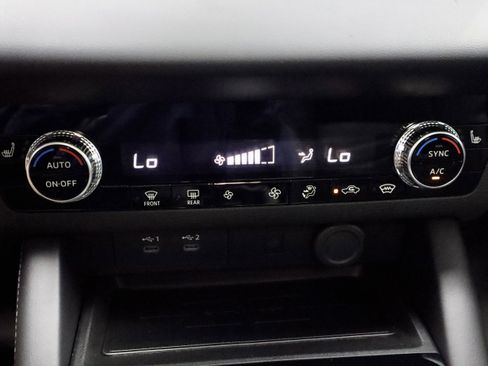 AUTO
ON·OFF
Lo
Lo
SYNC
A/C
FRONT
REAR
1
2